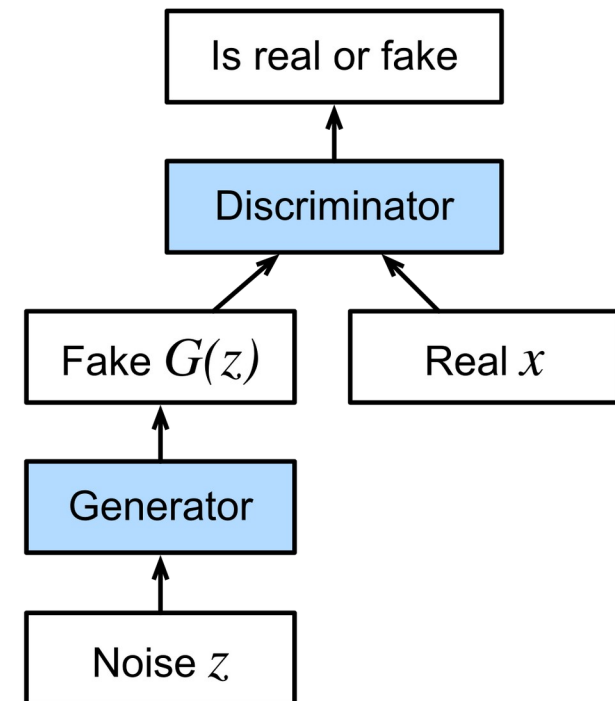 Is real or fake
Discriminator
Fake G(z)
Real x
Generator
Noise z